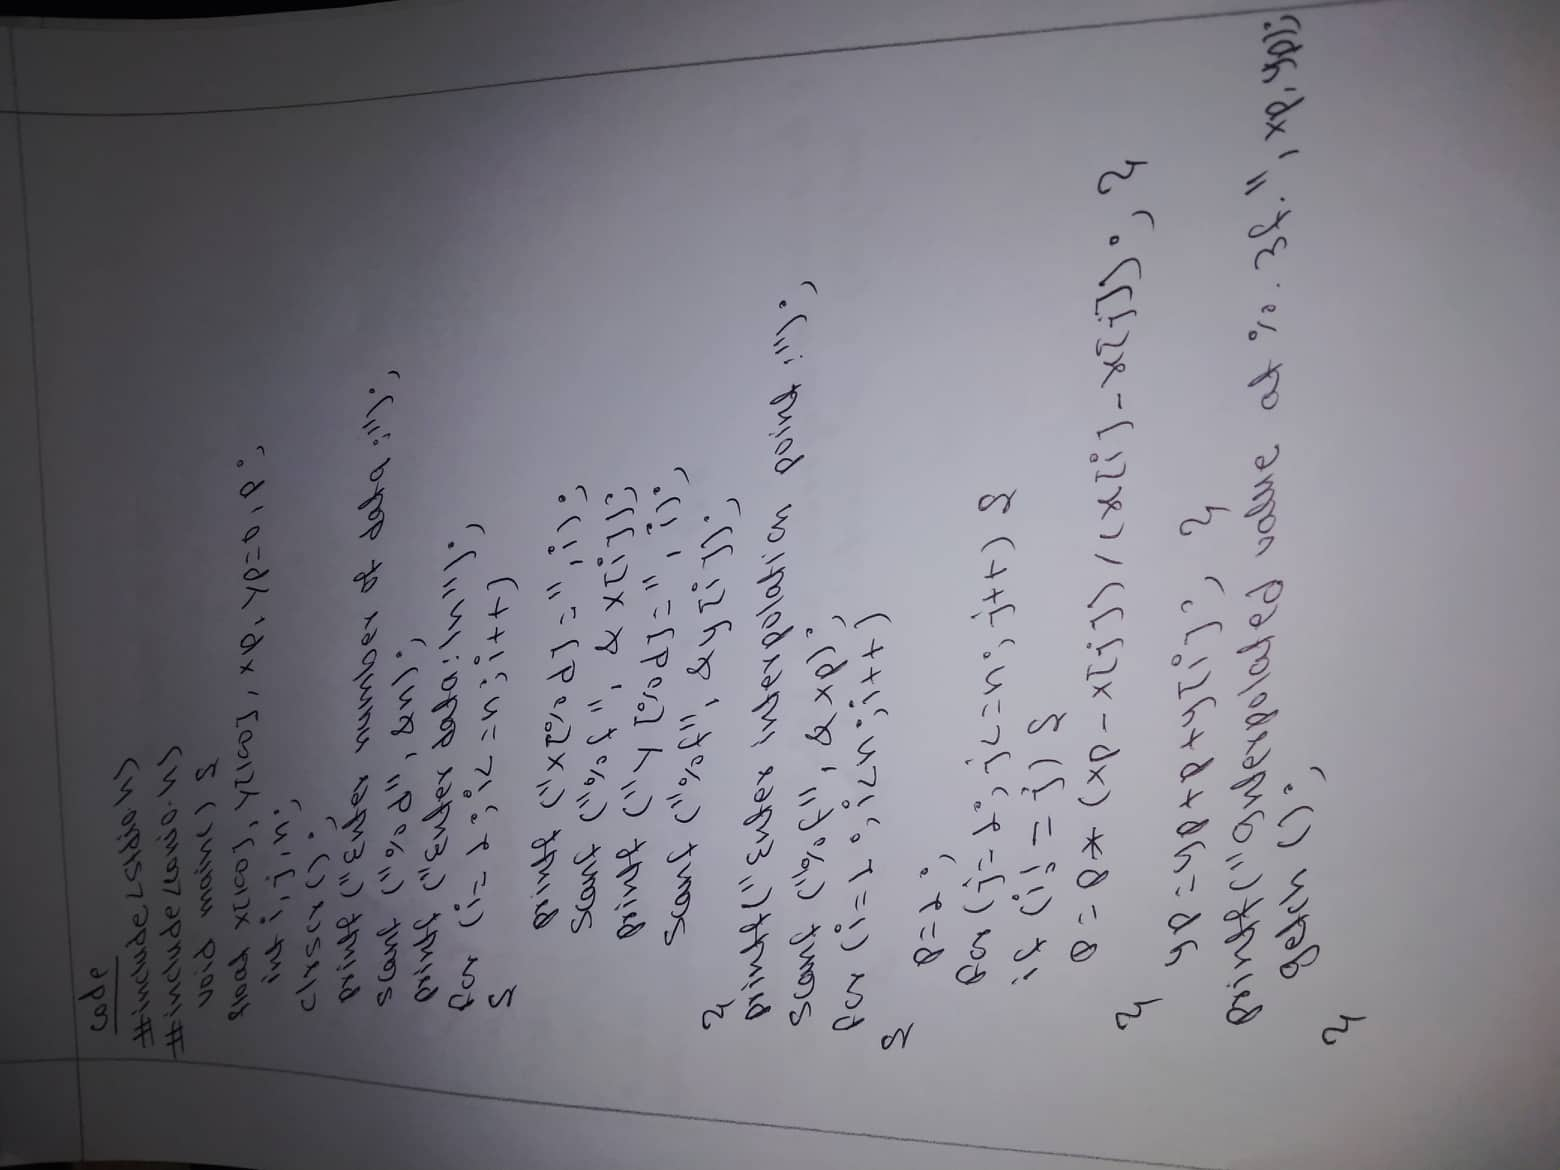 code
#include<stdio.h>
#include<conio.h>
void main() {
float x[100], y[100], xp, yp=0, p;
int i, j, n;
clrscr();
printf("Enter number of data:");
scanf("%d", &n);
printf("Enter data:\n");
for (i=1; i<=n; i++)
{
printf("x[%d]=", i);
scanf("%f", &x[i]);
printf("y[%d]=", i);
scanf("%f", &y[i]);
}
printf("Enter interpolation point:");
scanf("%f", &xp);
for (i=1; i<=n; i++)
{
p=1;
for (j=1; j<=n; j++) {
if (i!=j) {
p=p*(xp-x[j])/(x[i]-x[j]); }
}
yp=yp+p*y[i]; }
printf("Interpolated value at %.3f.", xp, yp);
getch();
}